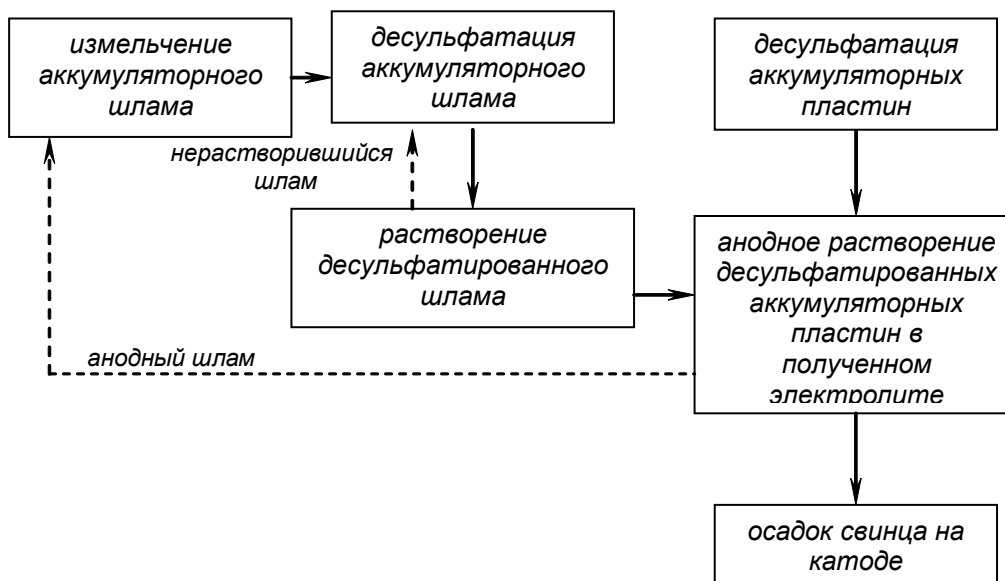 измельчение
аккумуляторного
шлама
десульфатация
аккумуляторного
шлама
десульфатация
аккумуляторных
пластин
нерастворившийся
шлам
растворение
десульфатированного
шлама
анодное растворение
десульфатированных
аккумуляторных
пластин в
полученном
электролите
анодный шлам
осадок свинца на
катоде